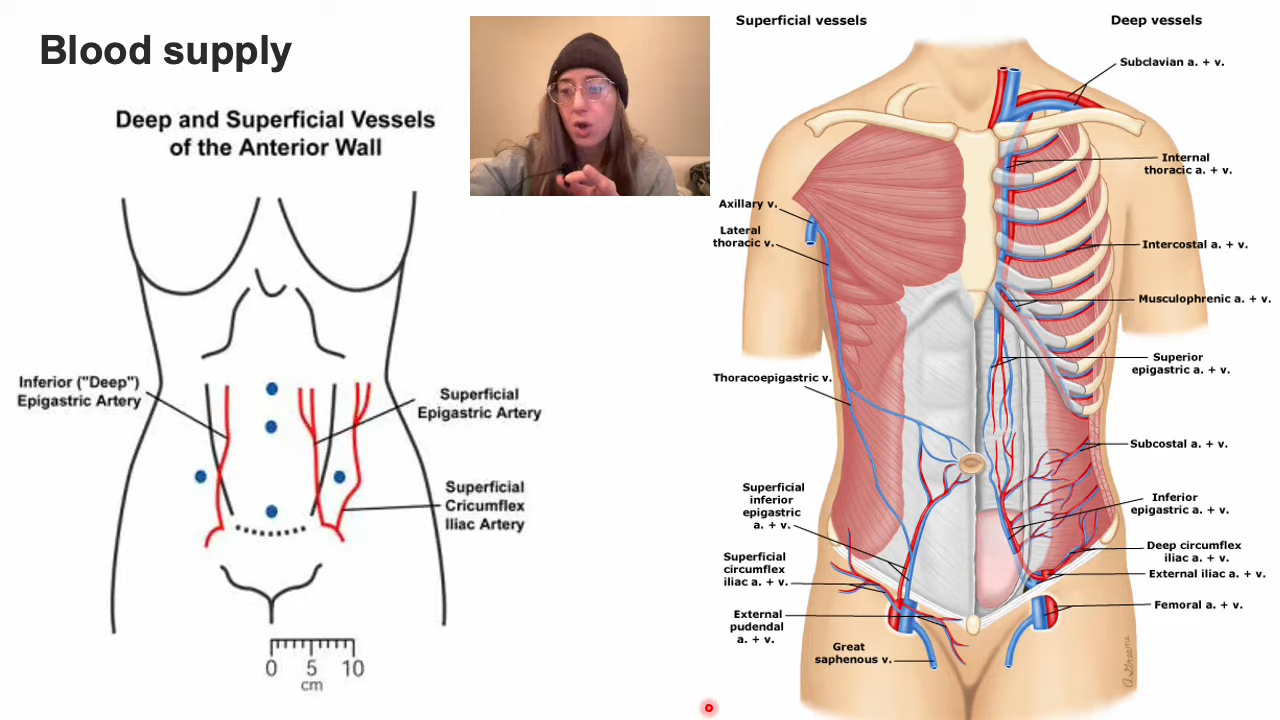 Blood supply
Deep and Superficial Vessels
of the Anterior Wall
Inferior ("Deep")
Epigastric Artery
Superficial
Epigastric Artery
Superficial
Cricumflex
Iliac Artery
0 5 10
cm
Superficial vessels
Deep vessels
Subclavian a. + v.
Internal
thoracic a. + v.
Axillary v.
Lateral
thoracic v.
Intercostal a. + v.
Musculophrenic a. + v.
Superior
epigastric a. + v.
Thoracoepigastric v.
Subcostal a. + v.
Superficial
inferior
epigastric
a. + v.
Inferior
epigastric a. + v.
Superficial
circumflex
iliac a. + v.
Deep circumflex
iliac a. + v.
External iliac a. + v.
External
pudendal
a. + v.
Femoral a. + v.
Great
saphenous v.